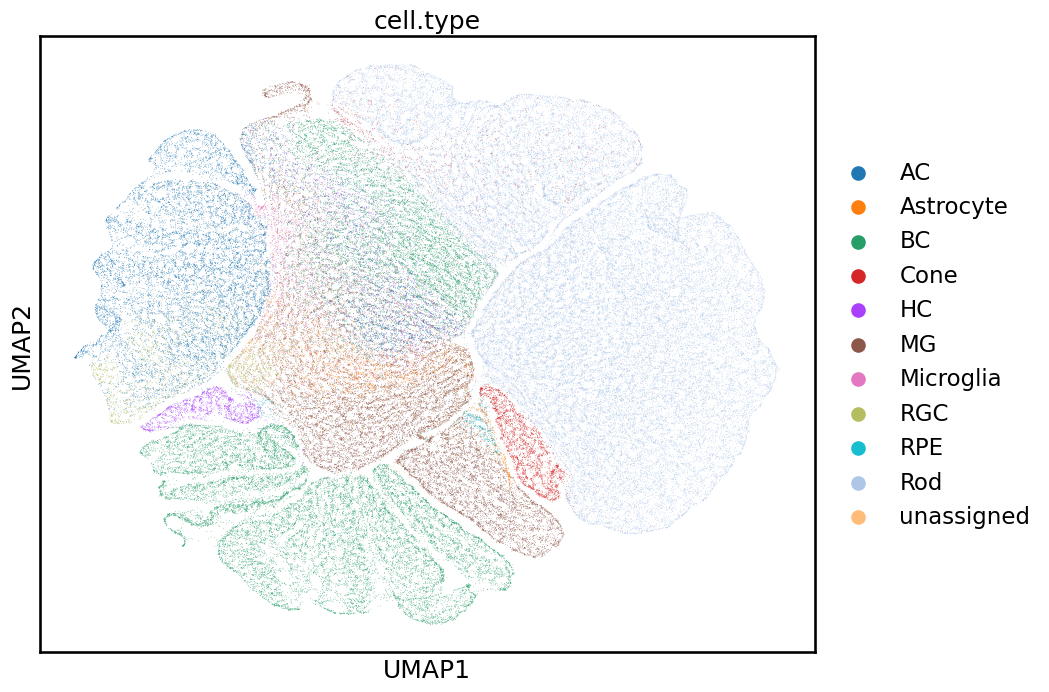 cell.type
UMAP2
UMAP1
AC
Astrocyte
BC
Cone
HC
MG
Microglia
RGC
RPE
Rod
unassigned